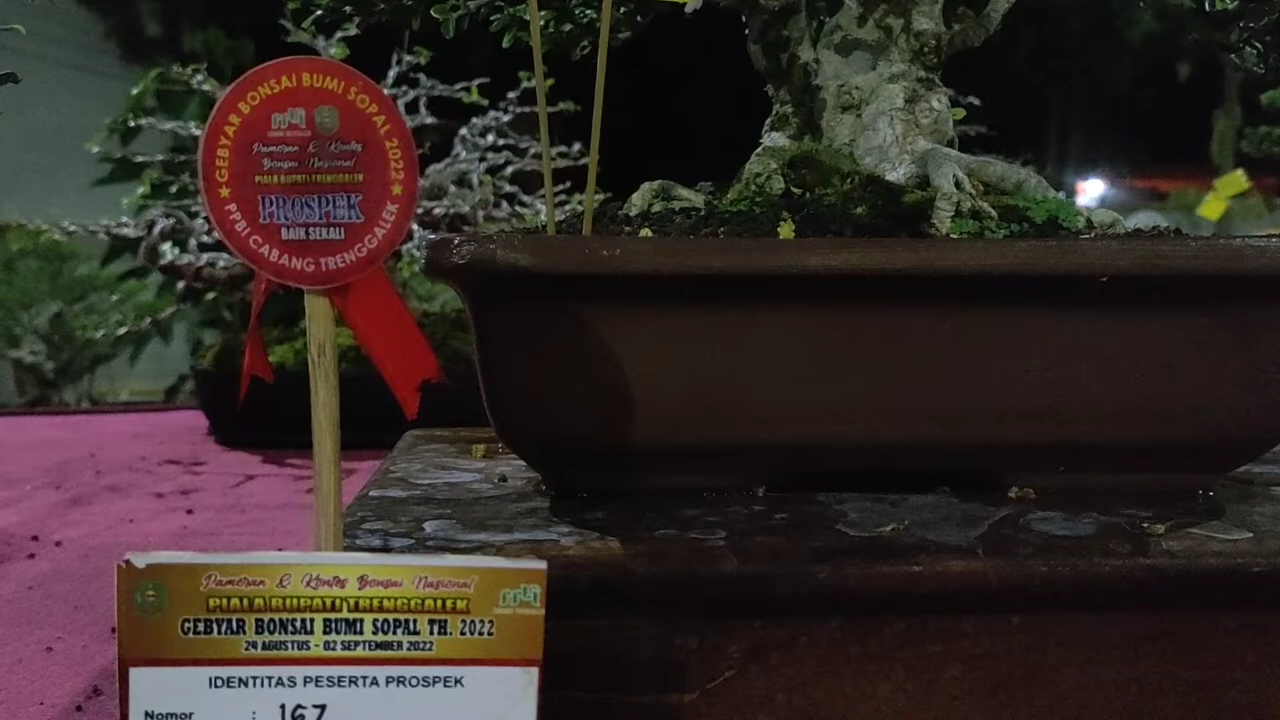 GEBYAR BONSAI BUMI SOPAL 2022
Pameran & Kontes
Bonsai Nasional
PIALA BUPATI TRENGGALEK
PROSPEK
BAIK SEKALI
PPBI CABANG TRENGGALEK
Pameran & Kontes Bonsai Nasional
PIALA BUPATI TRENGGALEK
GEBYAR BONSAI BUMI SOPAL TH. 2022
24 AGUSTUS - 02 SEPTEMBER 2022
IDENTITAS PESERTA PROSPEK
Nomor : 167